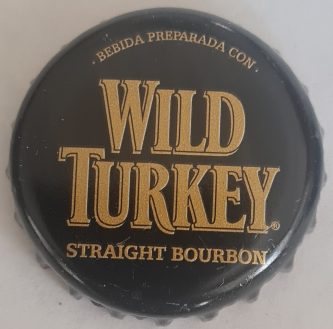 · BEBIDA PREPARADA CON ·
WILD
TURKEY®
STRAIGHT BOURBON